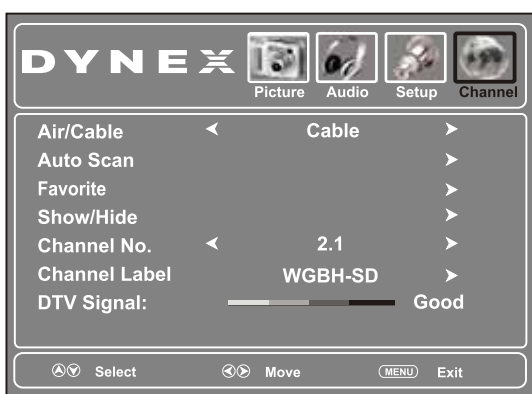 DYNEX
Picture Audio Setup Channel
Air/Cable Cable
Auto Scan
Favorite
Show/Hide
Channel No. 2.1
Channel Label WGBH-SD
DTV Signal: Good
Select Move MENU Exit